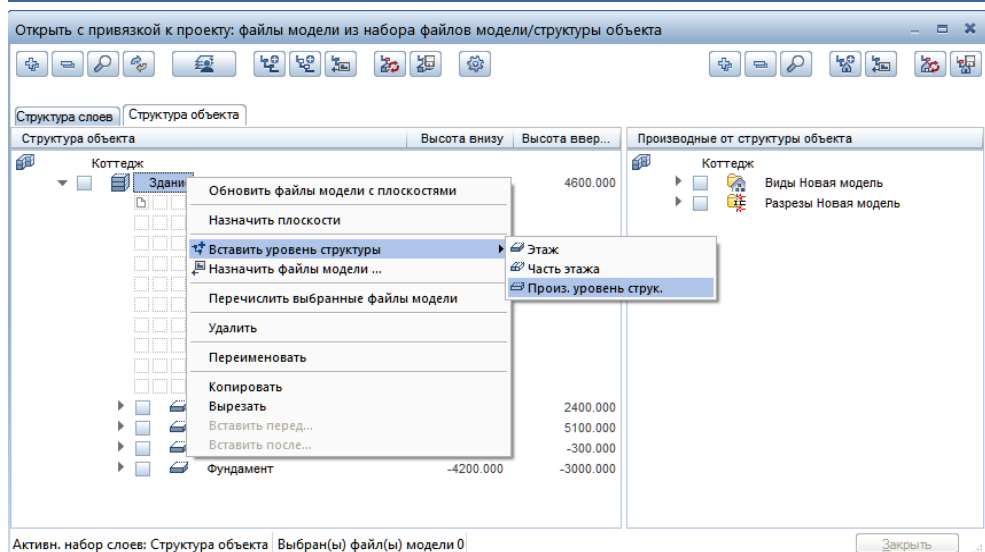 Открыть с привязкой к проекту: файлы модели из набора файлов модели/структуры объекта
Структура слоев Структура объекта
Структура объекта Высота внизу Высота ввер... Производные от структуры объекта
Коттедж Коттедж
Здание 4600.000 Виды Новая модель
Разрезы Новая модель
Обновить файлы модели с плоскостями
Назначить плоскости
Вставить уровень структуры Этаж
Назначить файлы модели ... Часть этажа
Произ. уровень струк.
Перечислить выбранные файлы модели
Удалить
Переименовать
Копировать
Вырезать 2400.000
Вставить перед... 5100.000
Вставить после... -300.000
Фундамент -4200.000 -3000.000
Активн. набор слоев: Структура объекта Выбран(ы) файл(ы) модели 0 Закрыть